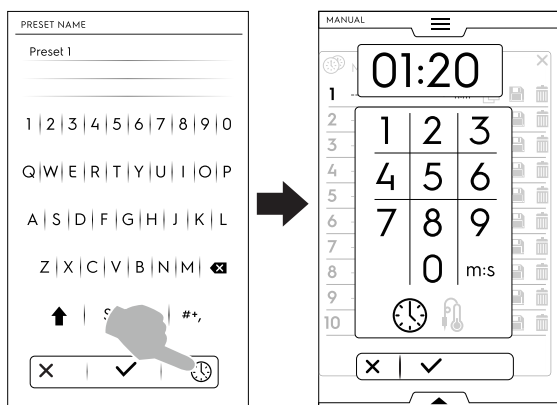 PRESET NAME
Preset 1
1 2 3 4 5 6 7 8 9 0
Q W E R T Y U I O P
A S D F G H J K L
Z X C V B N M
#+,
MANUAL
01:20
1
2
3
4
5
6
7
8
9
10
1 2 3
4 5 6
7 8 9
0 m:s